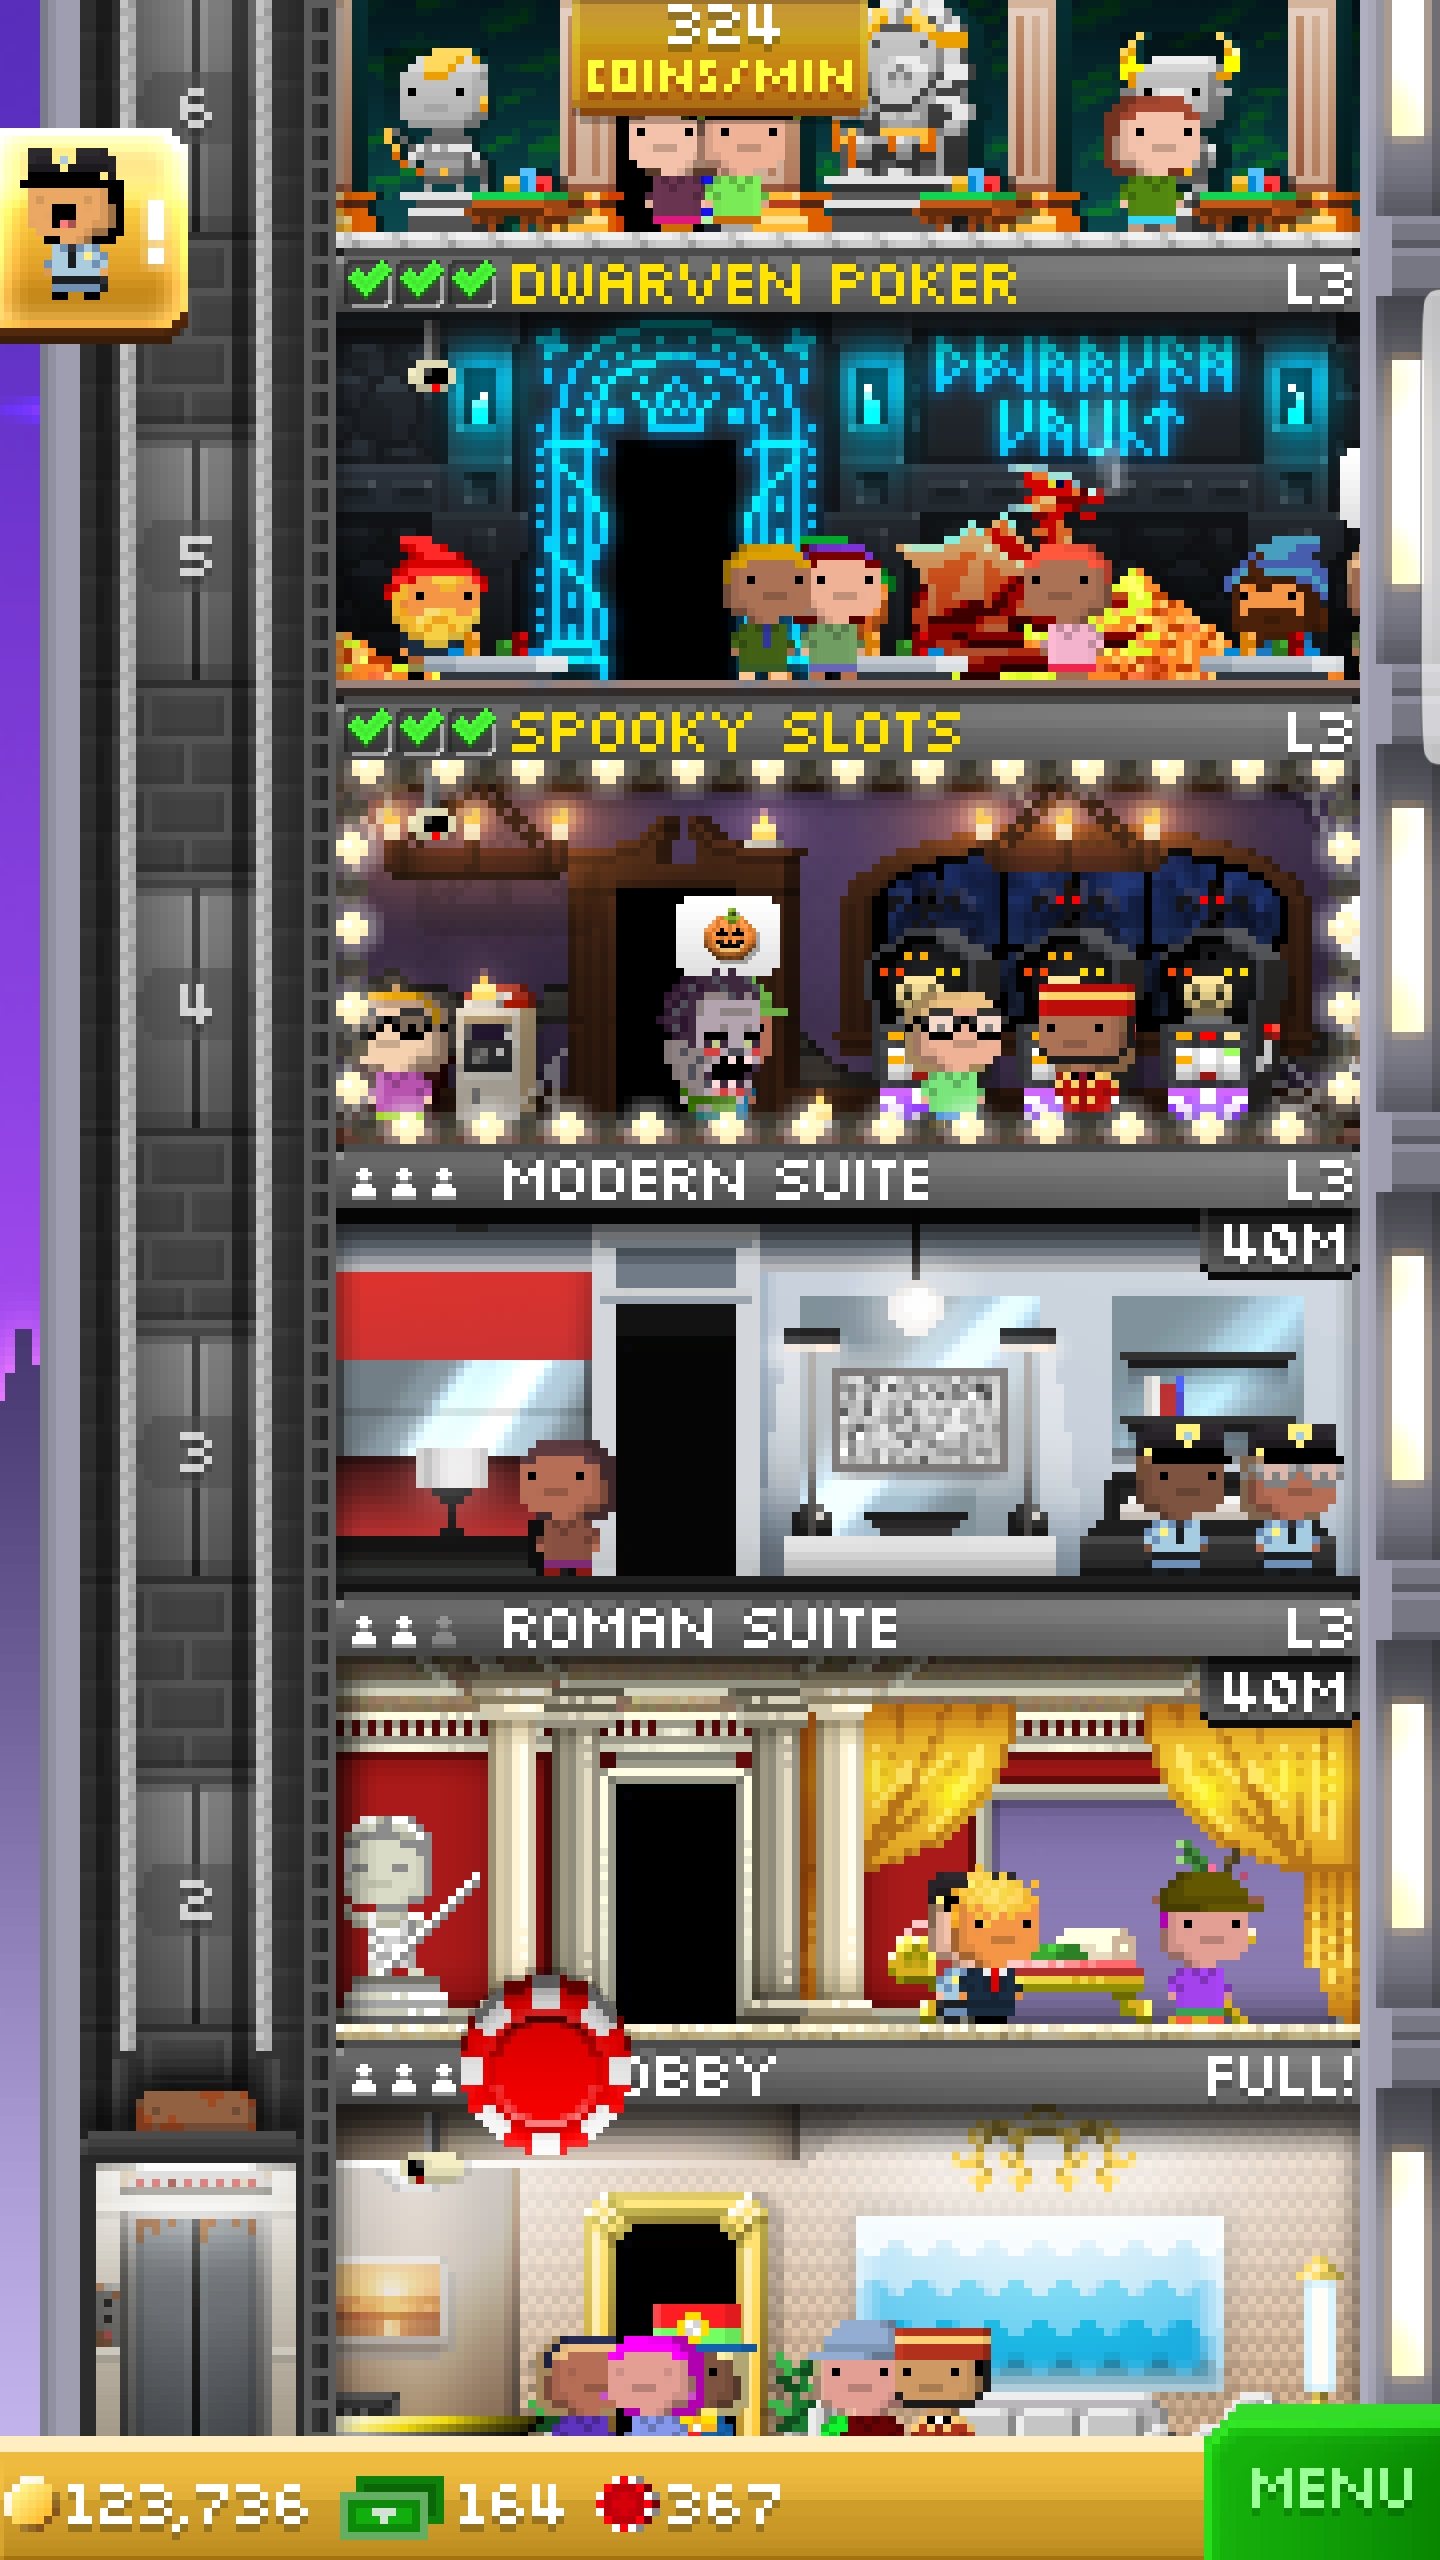 324
COINS/MIN
6
!
DWARVEN POKER L3
DWARVEN
VAULT
5
SPOOKY SLOTS L3
4
MODERN SUITE L3
40M
3
ROMAN SUITE L3
40M
2
OBBY FULL!
123,736 164 367
MENU